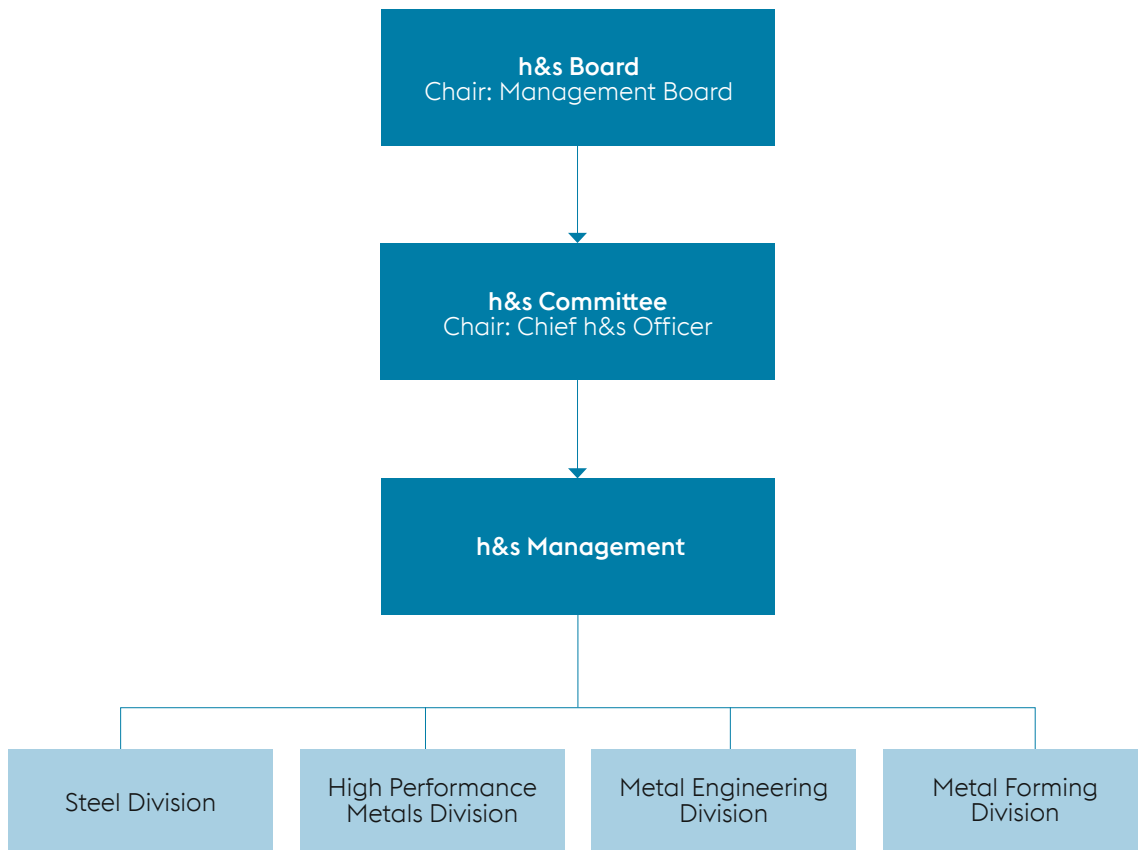 h&s Board
Chair: Management Board
h&s Committee
Chair: Chief h&s Officer
h&s Management
Steel Division
High Performance
Metals Division
Metal Engineering
Division
Metal Forming
Division